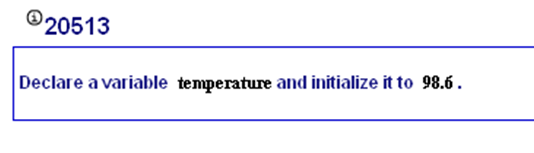 20513
Declare a variable temperature and initialize it to 98.6 .